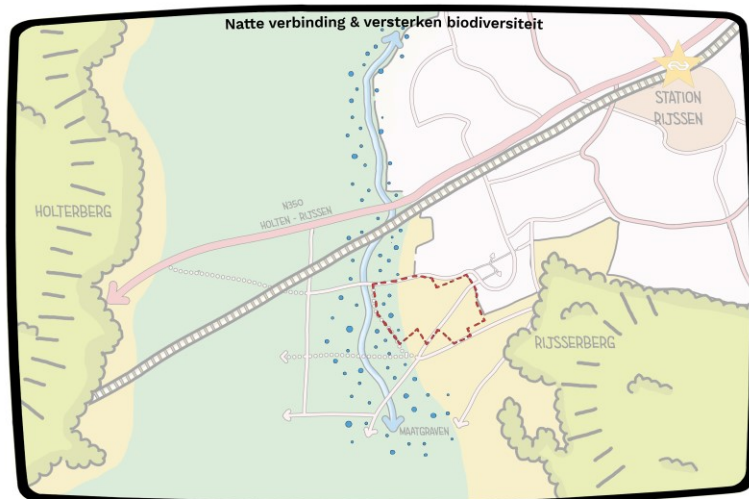 Natte verbinding & versterken biodiversiteit
STATION
RIJSSEN
HOLTERBERG
N350
HOLTEN - RIJSSEN
RIJSSERBERG
MAATGRAVEN